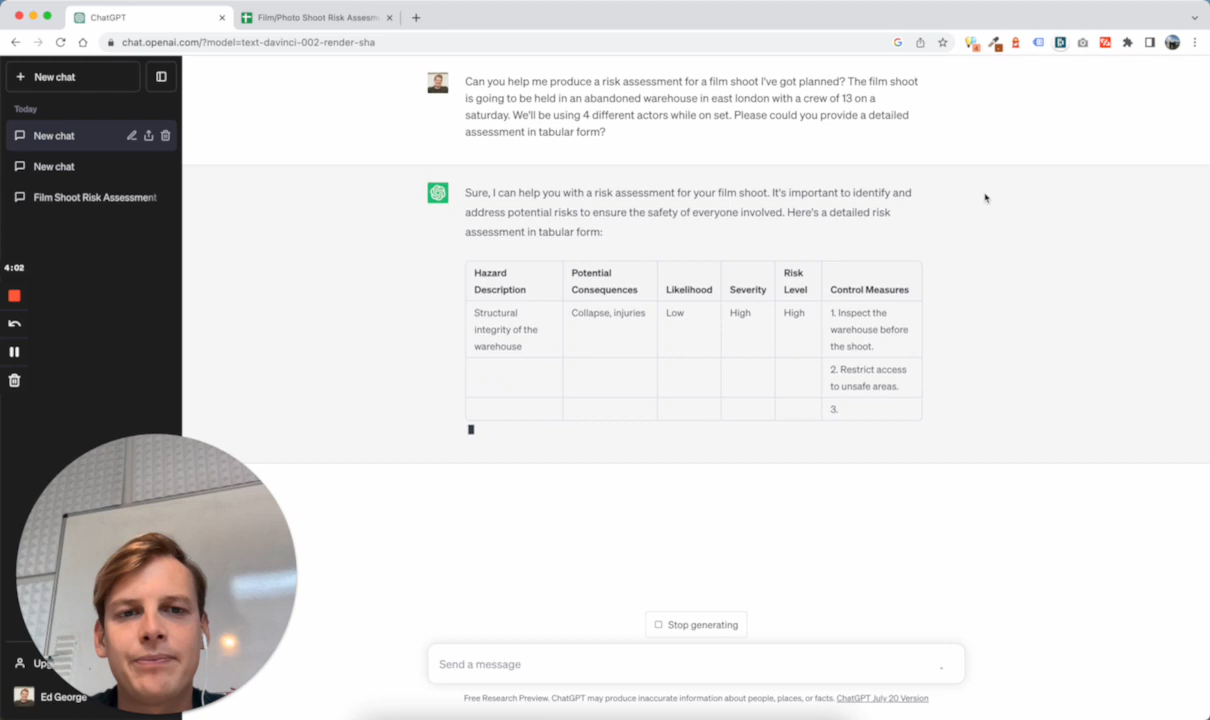 ChatGPT
Film/Photo Shoot Risk Assesm
chat.openai.com/?model=text-davinci-002-render-sha
New chat
Today
New chat
New chat
Film Shoot Risk Assessment
4:02
Can you help me produce a risk assessment for a film shoot I've got planned? The film shoot
is going to be held in an abandoned warehouse in east london with a crew of 13 on a
saturday. We'll be using 4 different actors while on set. Please could you provide a detailed
assessment in tabular form?
Sure, I can help you with a risk assessment for your film shoot. It's important to identify and
address potential risks to ensure the safety of everyone involved. Here's a detailed risk
assessment in tabular form:
Hazard
Description
Potential
Consequences
Likelihood
Severity
Risk
Level
Control Measures
Structural
integrity of the
warehouse
Collapse, injuries
Low
High
High
1. Inspect the
warehouse before
the shoot.
2. Restrict access
to unsafe areas.
3.
Stop generating
Send a message
Free Research Preview. ChatGPT may produce inaccurate information about people, places, or facts. ChatGPT July 20 Version
Upg
Ed George